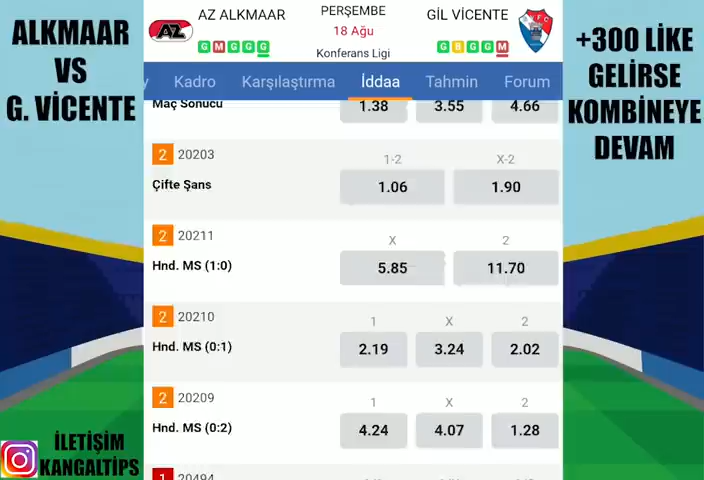 ALKMAAR
VS
G. VİCENTE
AZ ALKMAAR
G M G G G
PERŞEMBE
18 Ağu
Konferans Ligi
GİL VİCENTE
G B G G M
+300 LİKE
GELİRSE
KOMBİNEYE
DEVAM
y Kadro Karşılaştırma İddaa Tahmin Forum
Maç Sonucu 1.38 3.55 4.66
2 20203 1-2 X-2
Çifte Şans 1.06 1.90
2 20211 X 2
Hnd. MS (1:0) 5.85 11.70
2 20210 1 X 2
Hnd. MS (0:1) 2.19 3.24 2.02
2 20209 1 X 2
Hnd. MS (0:2) 4.24 4.07 1.28
1 20494
İLETİŞİM
KANGALTIPS